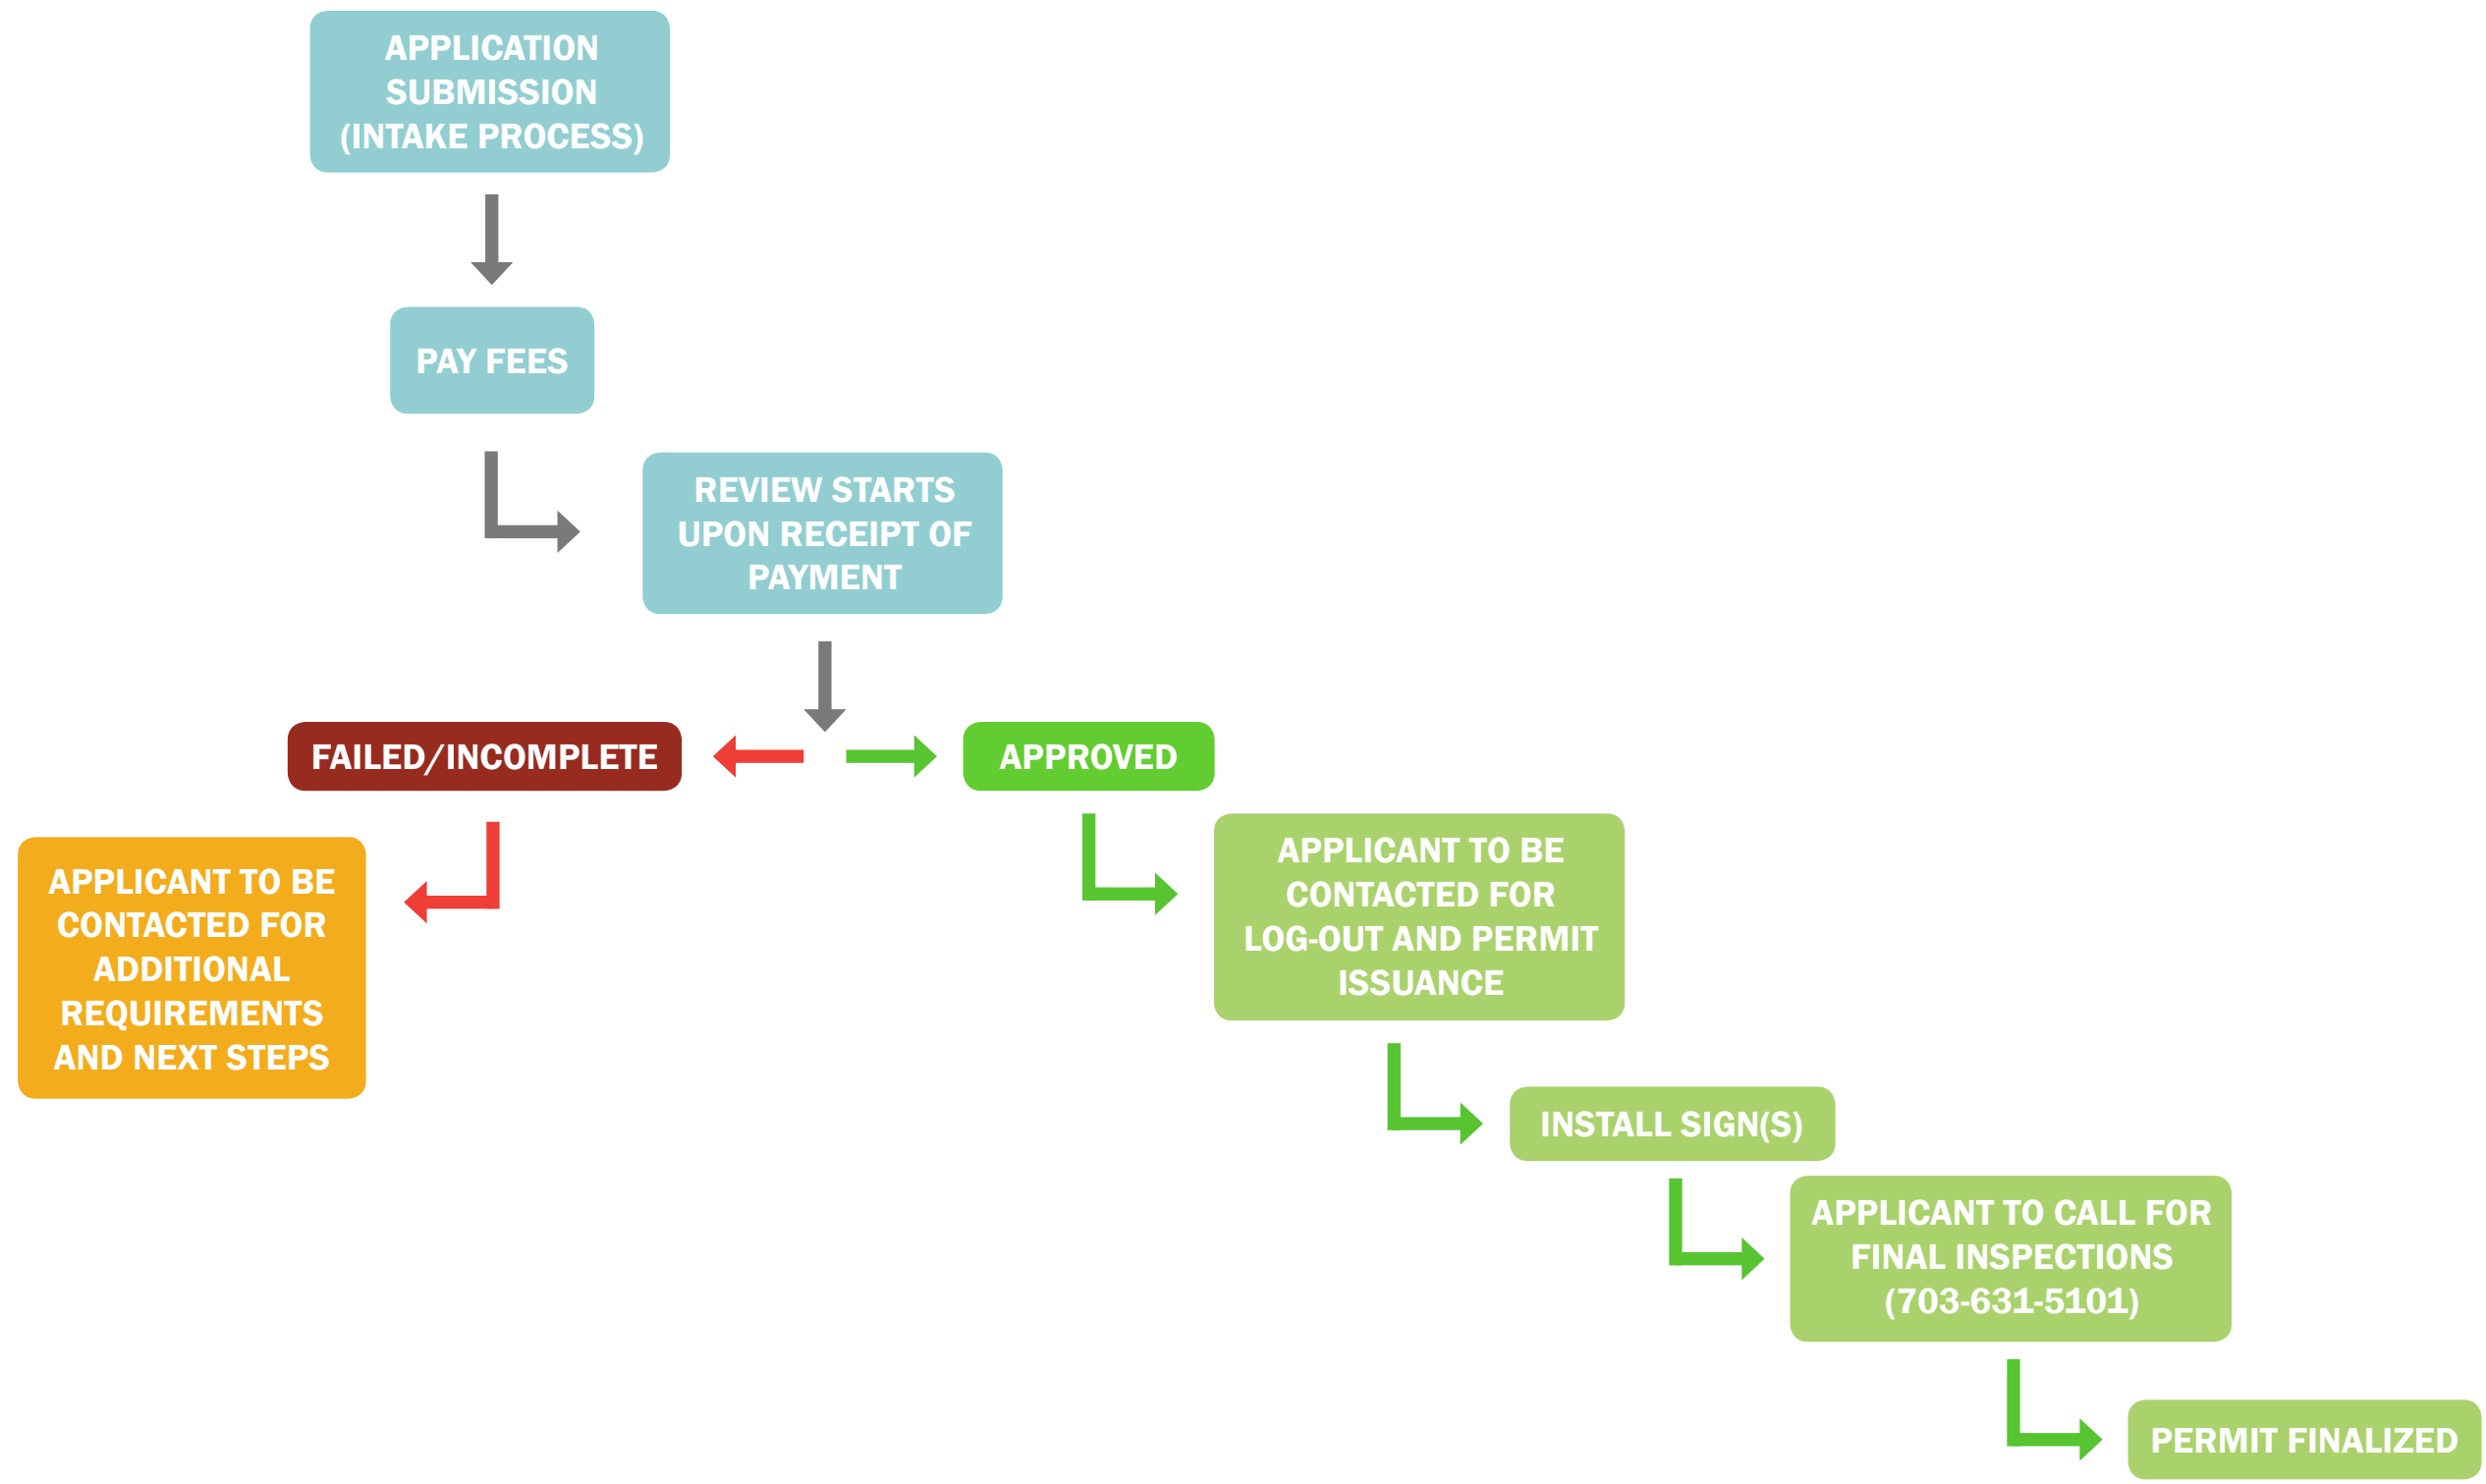 APPLICATION
SUBMISSION
(INTAKE PROCESS)
PAY FEES
REVIEW STARTS
UPON RECEIPT OF
PAYMENT
FAILED/INCOMPLETE
APPROVED
APPLICANT TO BE
CONTACTED FOR
ADDITIONAL
REQUIREMENTS
AND NEXT STEPS
APPLICANT TO BE
CONTACTED FOR
LOG-OUT AND PERMIT
ISSUANCE
INSTALL SIGN(S)
APPLICANT TO CALL FOR
FINAL INSPECTIONS
(703-631-5101)
PERMIT FINALIZED